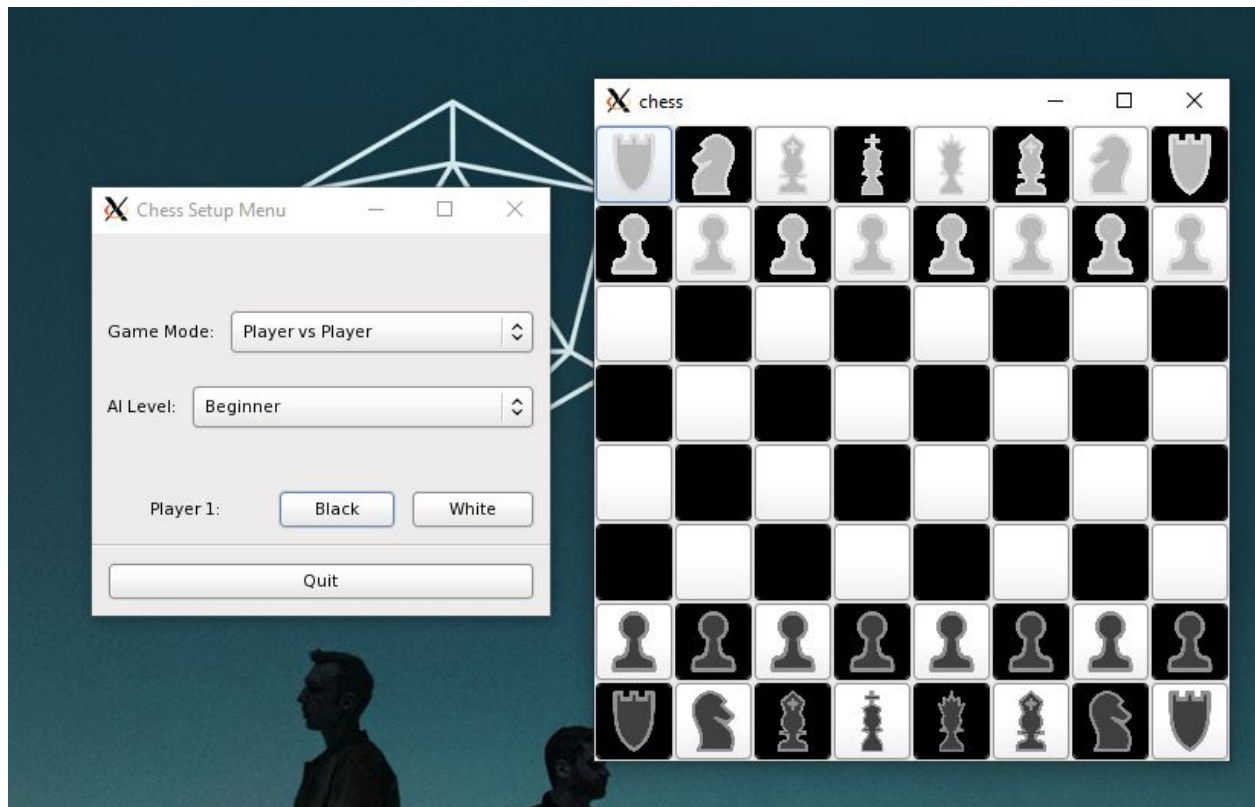 chess
Chess Setup Menu
Game Mode: Player vs Player
AI Level: Beginner
Player 1: Black White
Quit